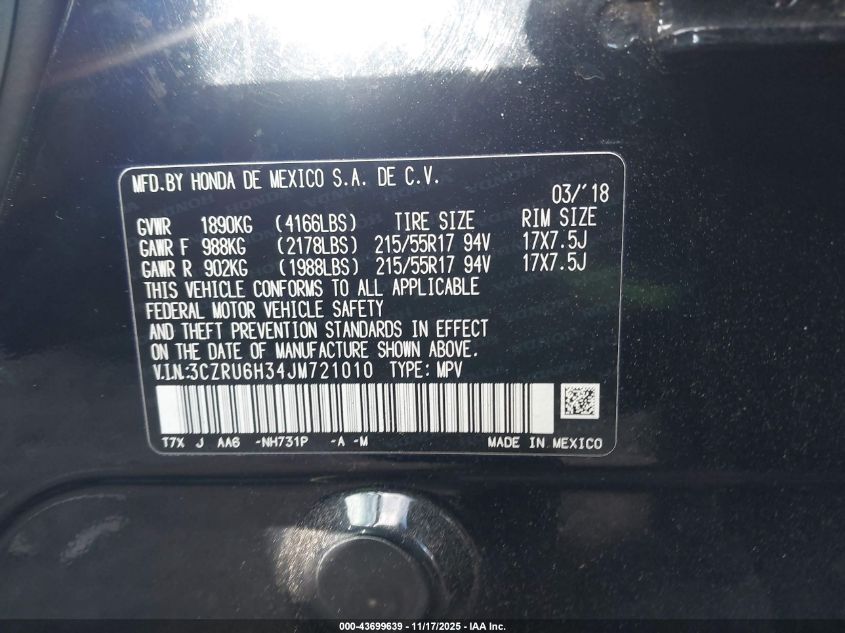 MFD.BY HONDA DE MEXICO S.A. DE C.V.
03/'18
GVWR 1890KG (4166LBS) TIRE SIZE RIM SIZE
GAWR F 988KG (2178LBS) 215/55R17 94V 17X7.5J
GAWR R 902KG (1988LBS) 215/55R17 94V 17X7.5J
THIS VEHICLE CONFORMS TO ALL APPLICABLE
FEDERAL MOTOR VEHICLE SAFETY
AND THEFT PREVENTION STANDARDS IN EFFECT
ON THE DATE OF MANUFACTURE SHOWN ABOVE.
V.I.N:3CZRU6H34JM721010 TYPE: MPV
T7X J AA6 -NH731P -A -M MADE IN MEXICO
000-43699639 - 11/17/2025 - IAA Inc.